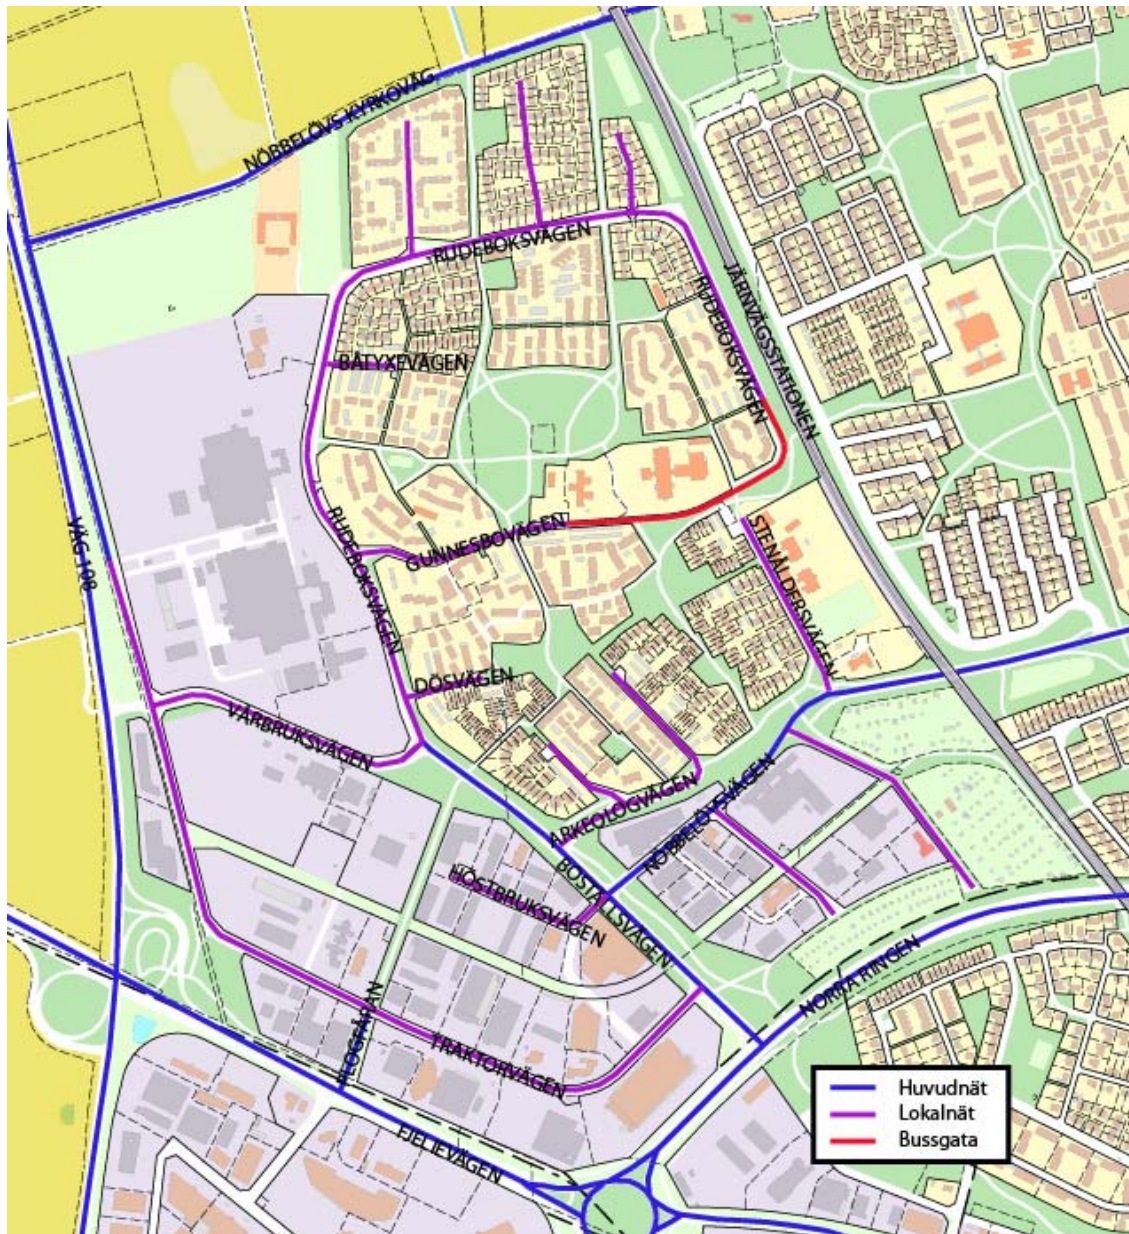 NÖBBELÖVS KYRKOVÄG
RUDEBOKSVÄGEN
RUDEBOKSVÄGEN
JÄRNVÄGSSTATIONEN
BÅTYXEVÄGEN
VÄG 108
RUDEBOKSVÄGEN
GUNNESBOVÄGEN
STENÅLDERSVÄGEN
DÖSVÄGEN
VÅRBRUKSVÄGEN
ARKEOLOGVÄGEN
NÖBBELÖVSVÄGEN
BOSTÄLLSVÄGEN
HÖSTBRUKSVÄGEN
NORRA RINGEN
TRAKTORVÄGEN
FJELIEVÄGEN
Huvudnät
Lokalnät
Bussgata